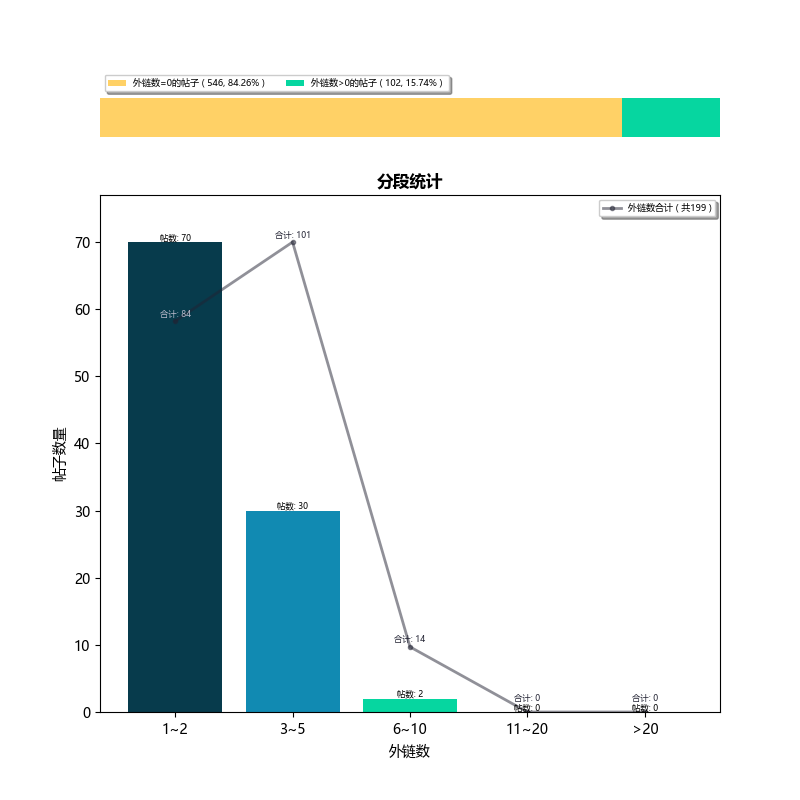 外链数=0的帖子 ( 546, 84.26% )
外链数>0的帖子 ( 102, 15.74% )
分段统计
外链数合计 ( 共199 )
70
60
50
40
30
20
10
0
帖子数量
帖数: 70
合计: 84
合计: 101
帖数: 30
合计: 14
帖数: 2
合计: 0
帖数: 0
合计: 0
帖数: 0
1~2
3~5
6~10
11~20
>20
外链数